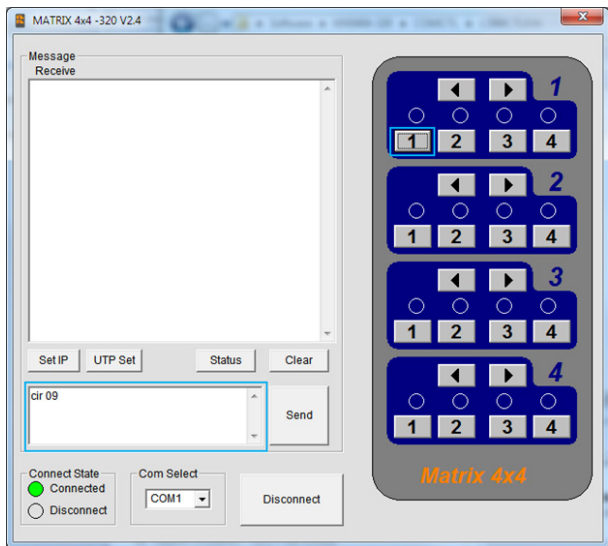 MATRIX 4x4 -320 V2.4
Message
Receive
Set IP
UTP Set
Status
Clear
cir 09
Send
Connect State
Connected
Disconnect
Com Select
COM1
Disconnect
1
1 2 3 4
2
1 2 3 4
3
1 2 3 4
4
1 2 3 4
Matrix 4x4